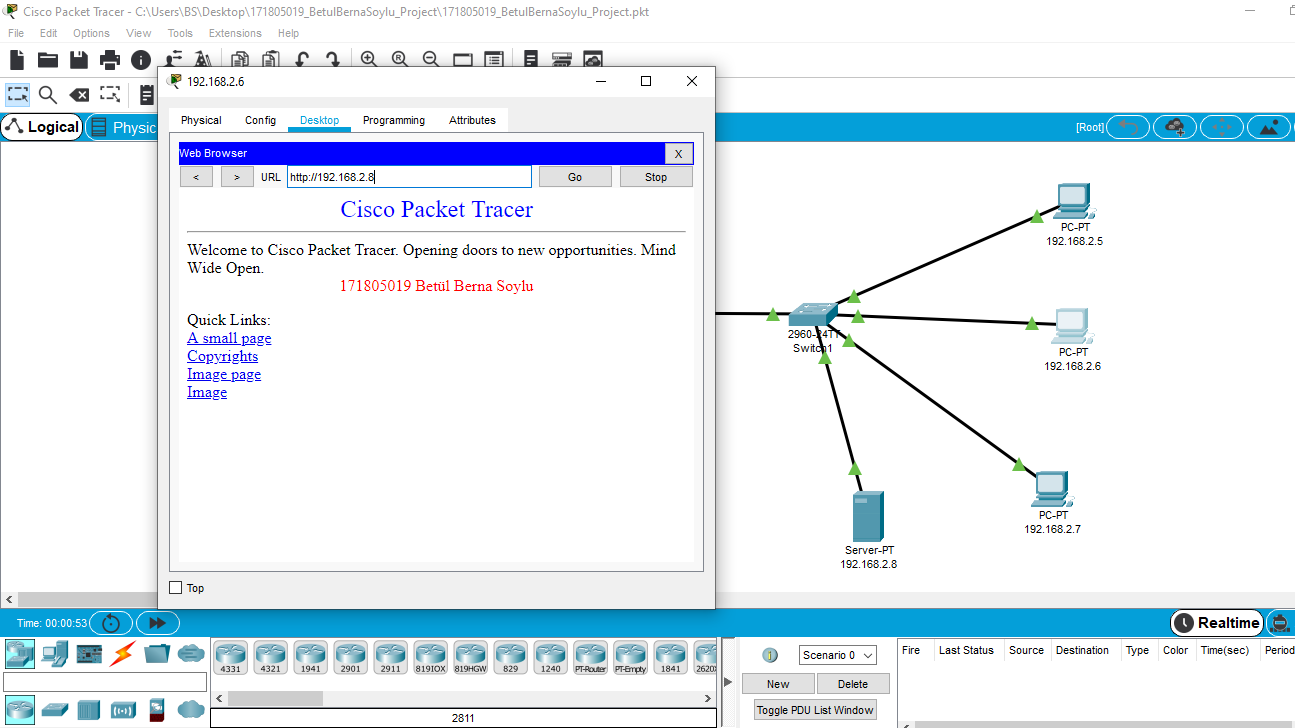 Cisco Packet Tracer - C:\Users\BS\Desktop\171805019_BetulBernaSoylu_Project\171805019_BetulBernaSoylu_Project.pkt
File Edit Options View Tools Extensions Help
192.168.2.6
Logical Physic [Root]
Physical Config Desktop Programming Attributes
Web Browser X
< > URL http://192.168.2.8 Go Stop
Cisco Packet Tracer
Welcome to Cisco Packet Tracer. Opening doors to new opportunities. Mind
Wide Open.
171805019 Betül Berna Soylu
Quick Links:
A small page
Copyrights
Image page
Image
Top
PC-PT
192.168.2.5
2960-24TT
Switch1
PC-PT
192.168.2.6
PC-PT
192.168.2.7
Server-PT
192.168.2.8
Time: 00:00:53 Realtime
4331 4321 1941 2901 2911 819IOX 819HGW 829 1240 PT-Router PT-Empty 1841 2620X
2811
Scenario 0
New Delete
Toggle PDU List Window
Fire Last Status Source Destination Type Color Time(sec) Period